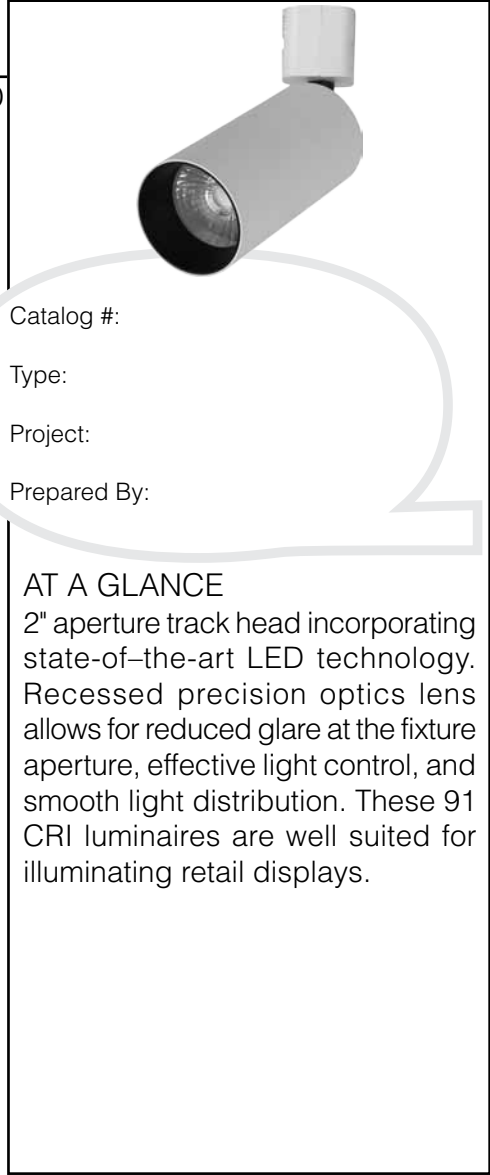 Catalog #:
Type:
Project:
Prepared By:
AT A GLANCE
2" aperture track head incorporating
state-of–the-art LED technology.
Recessed precision optics lens
allows for reduced glare at the fixture
aperture, effective light control, and
smooth light distribution. These 91
CRI luminaires are well suited for
illuminating retail displays.